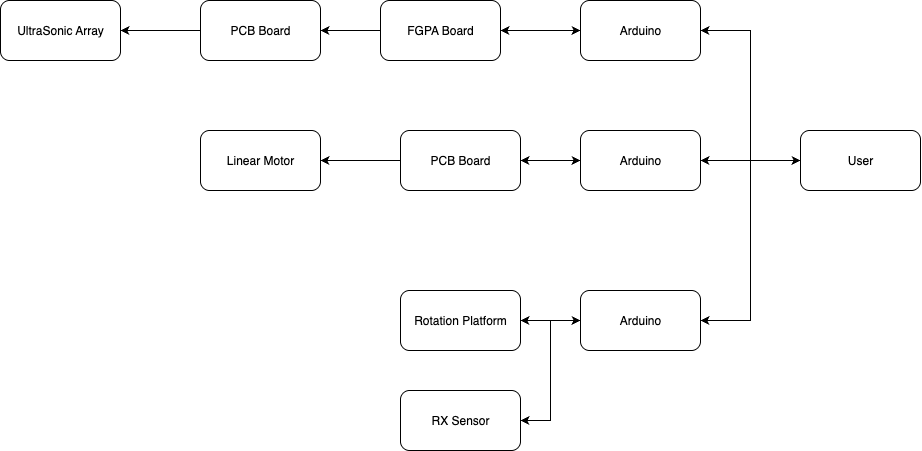 UltraSonic Array
PCB Board
FGPA Board
Arduino
Linear Motor
PCB Board
Arduino
User
Rotation Platform
Arduino
RX Sensor